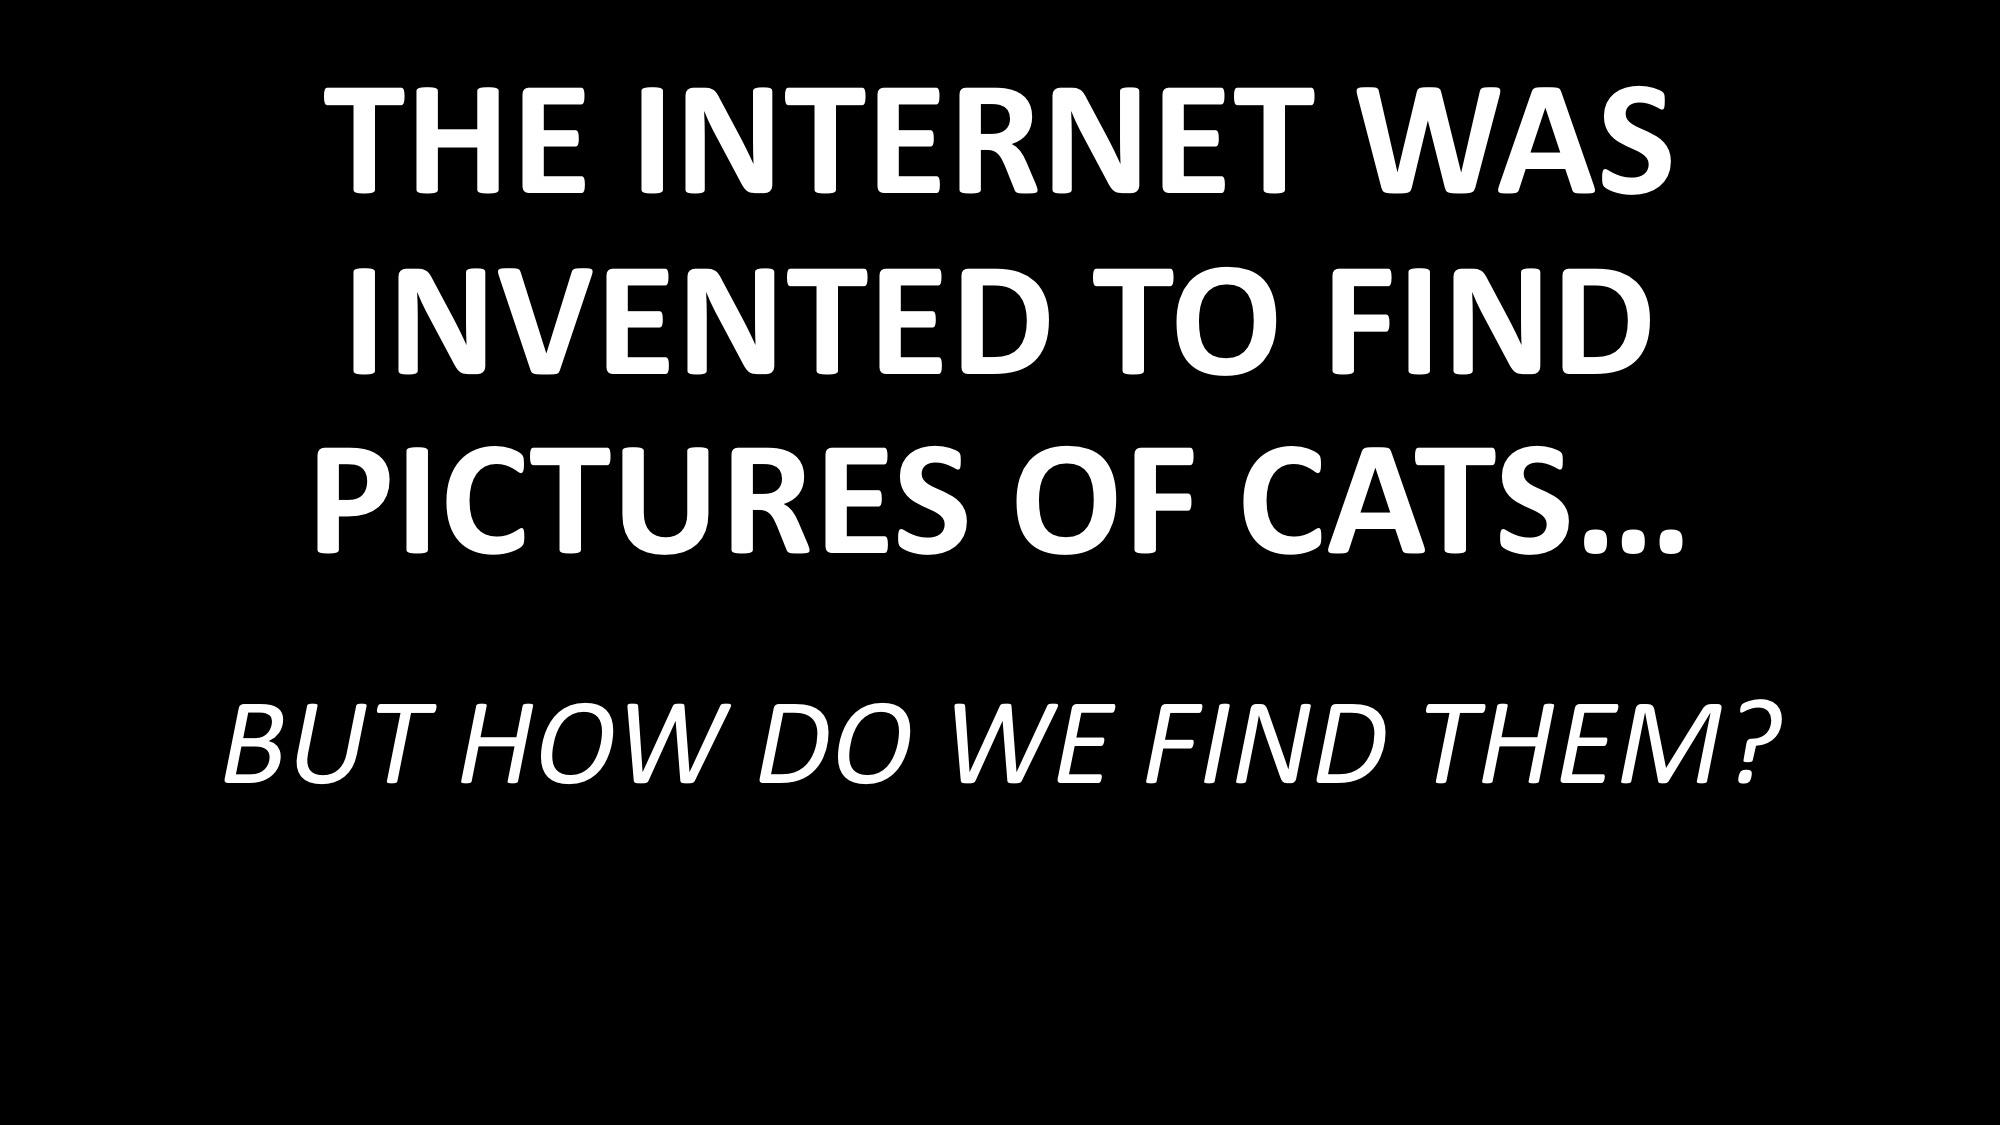 THE INTERNET WAS
INVENTED TO FIND
PICTURES OF CATS...
BUT HOW DO WE FIND THEM?